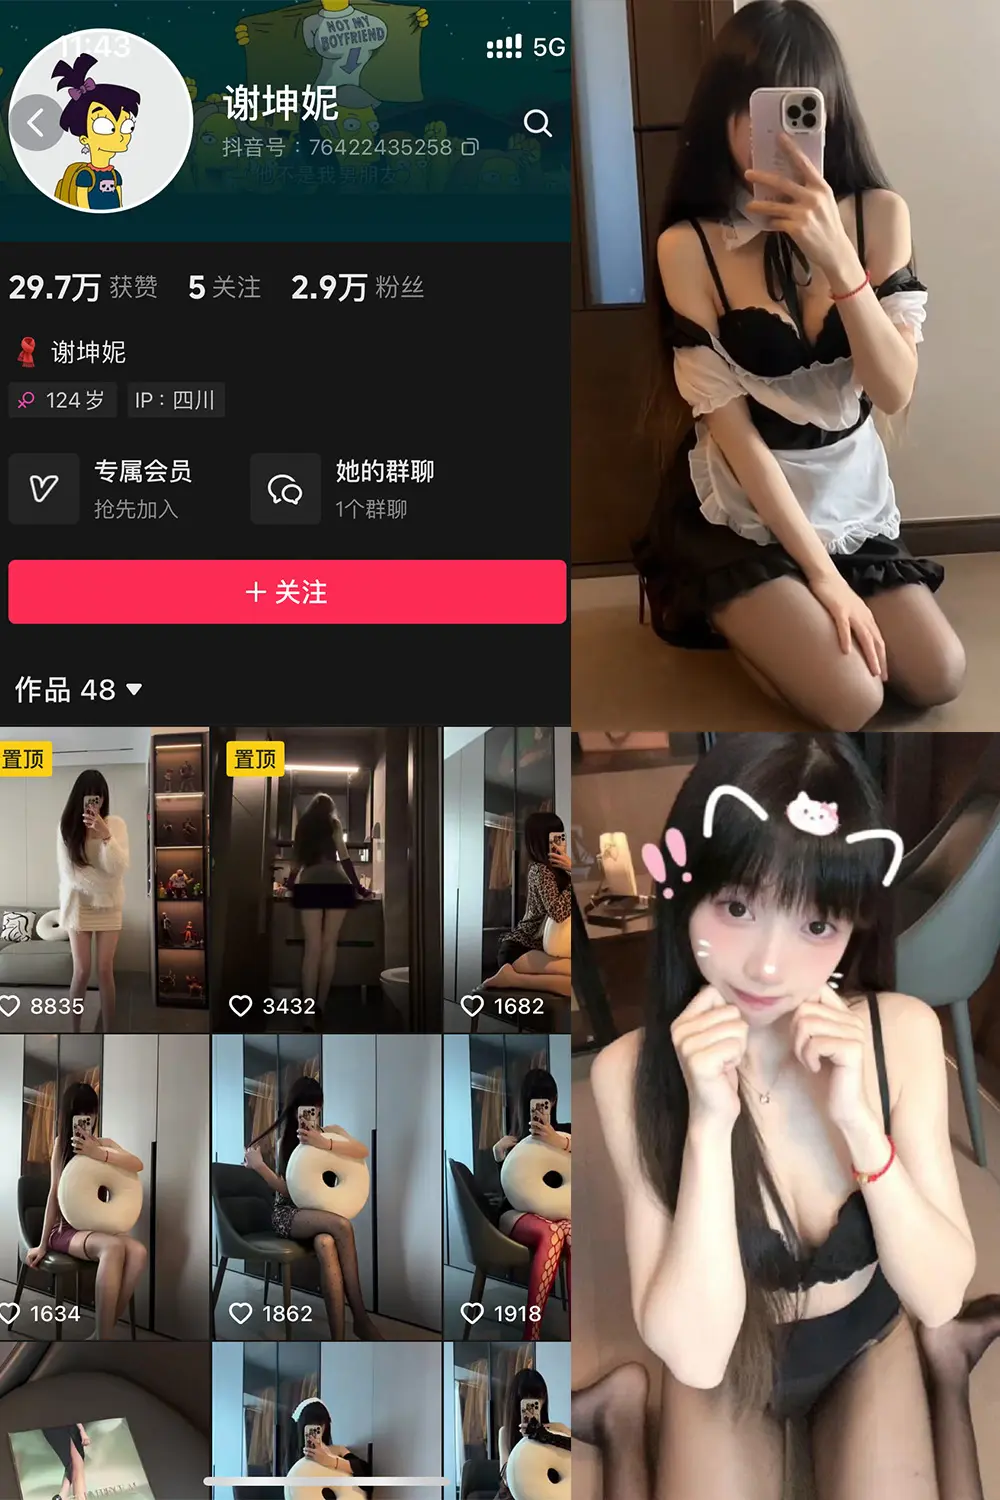 11:43
5G
NOT MY
BOYFRIEND
谢坤妮
抖音号：76422435258
他不是我男朋友
29.7万 获赞 5 关注 2.9万 粉丝
谢坤妮
124岁 IP：四川
专属会员
抢先加入
她的群聊
1个群聊
+ 关注
作品 48
置顶
置顶
8835
3432
1682
1634
1862
1918